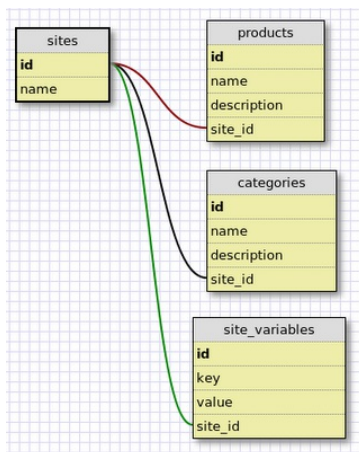 sites
id
name
products
id
name
description
site_id
categories
id
name
description
site_id
site_variables
id
key
value
site_id